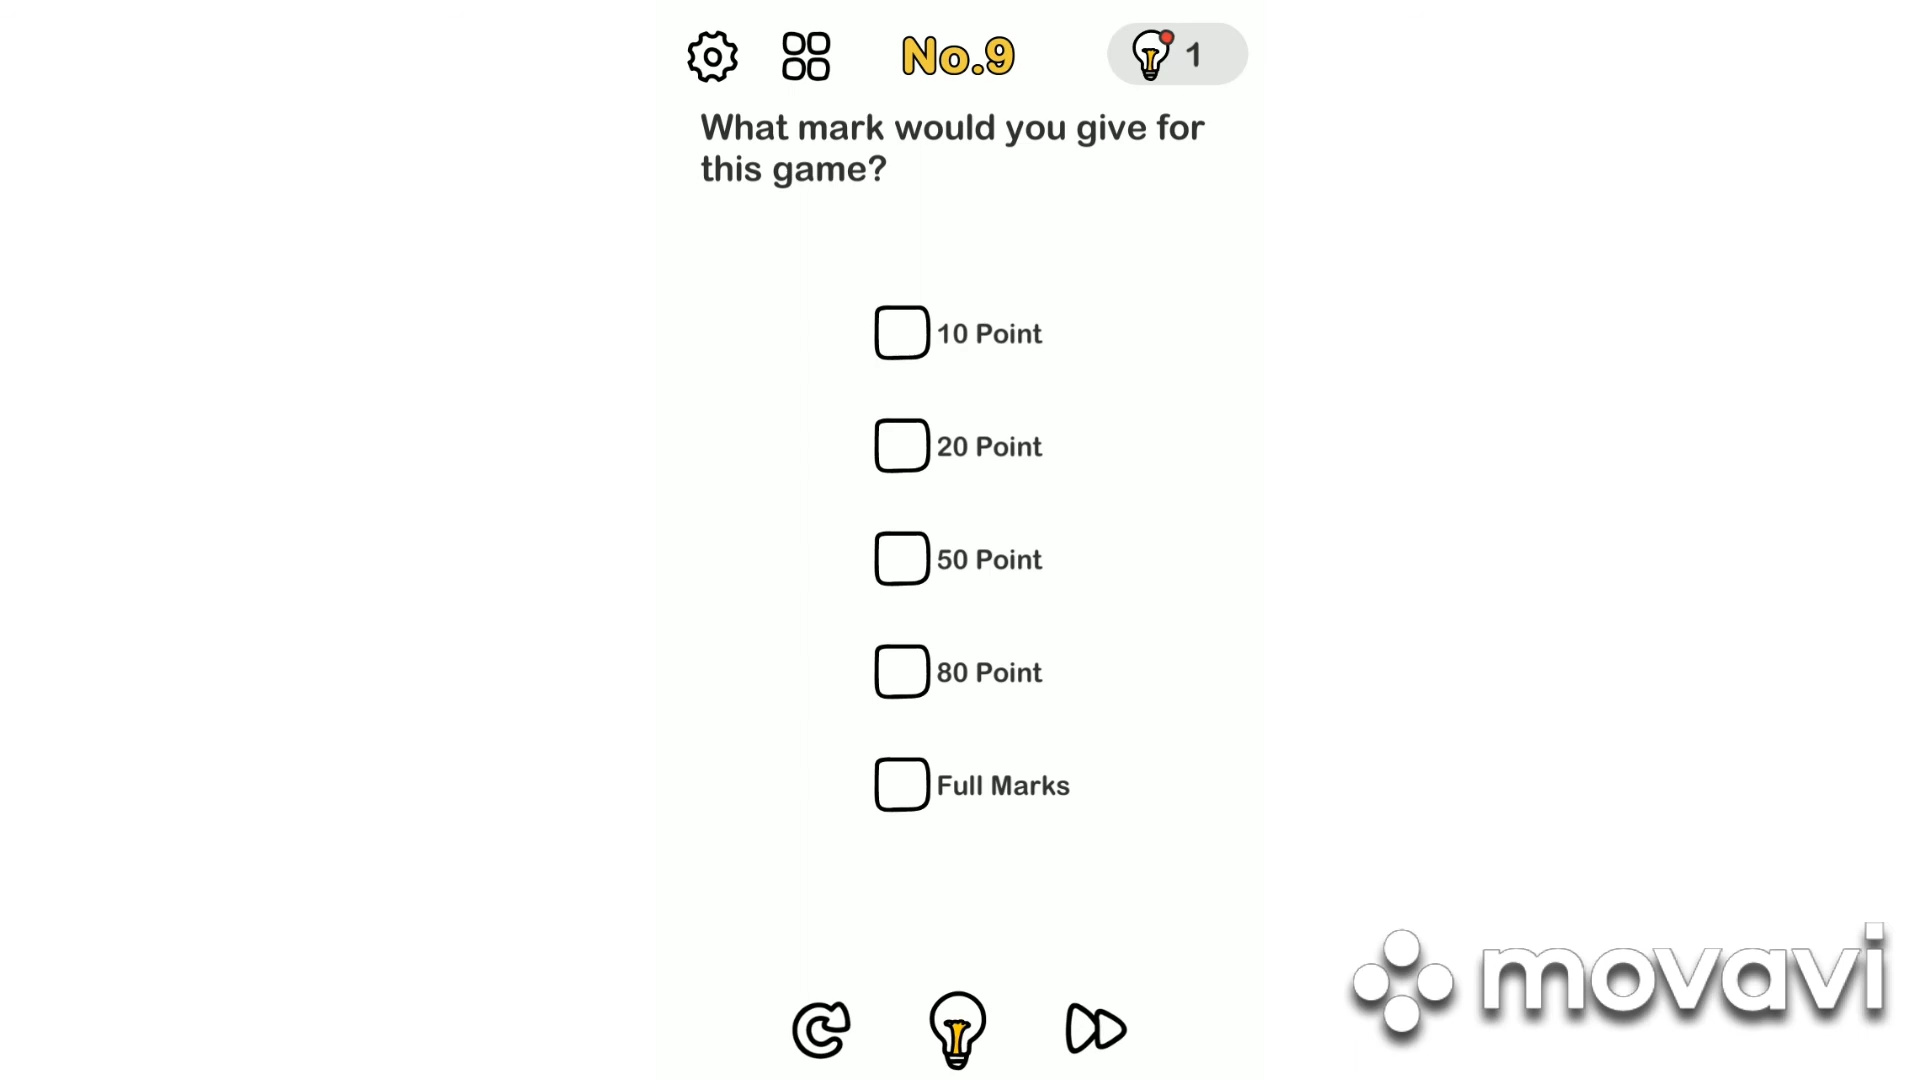 No.9
1
What mark would you give for
this game?
10 Point
20 Point
50 Point
80 Point
Full Marks
movavi